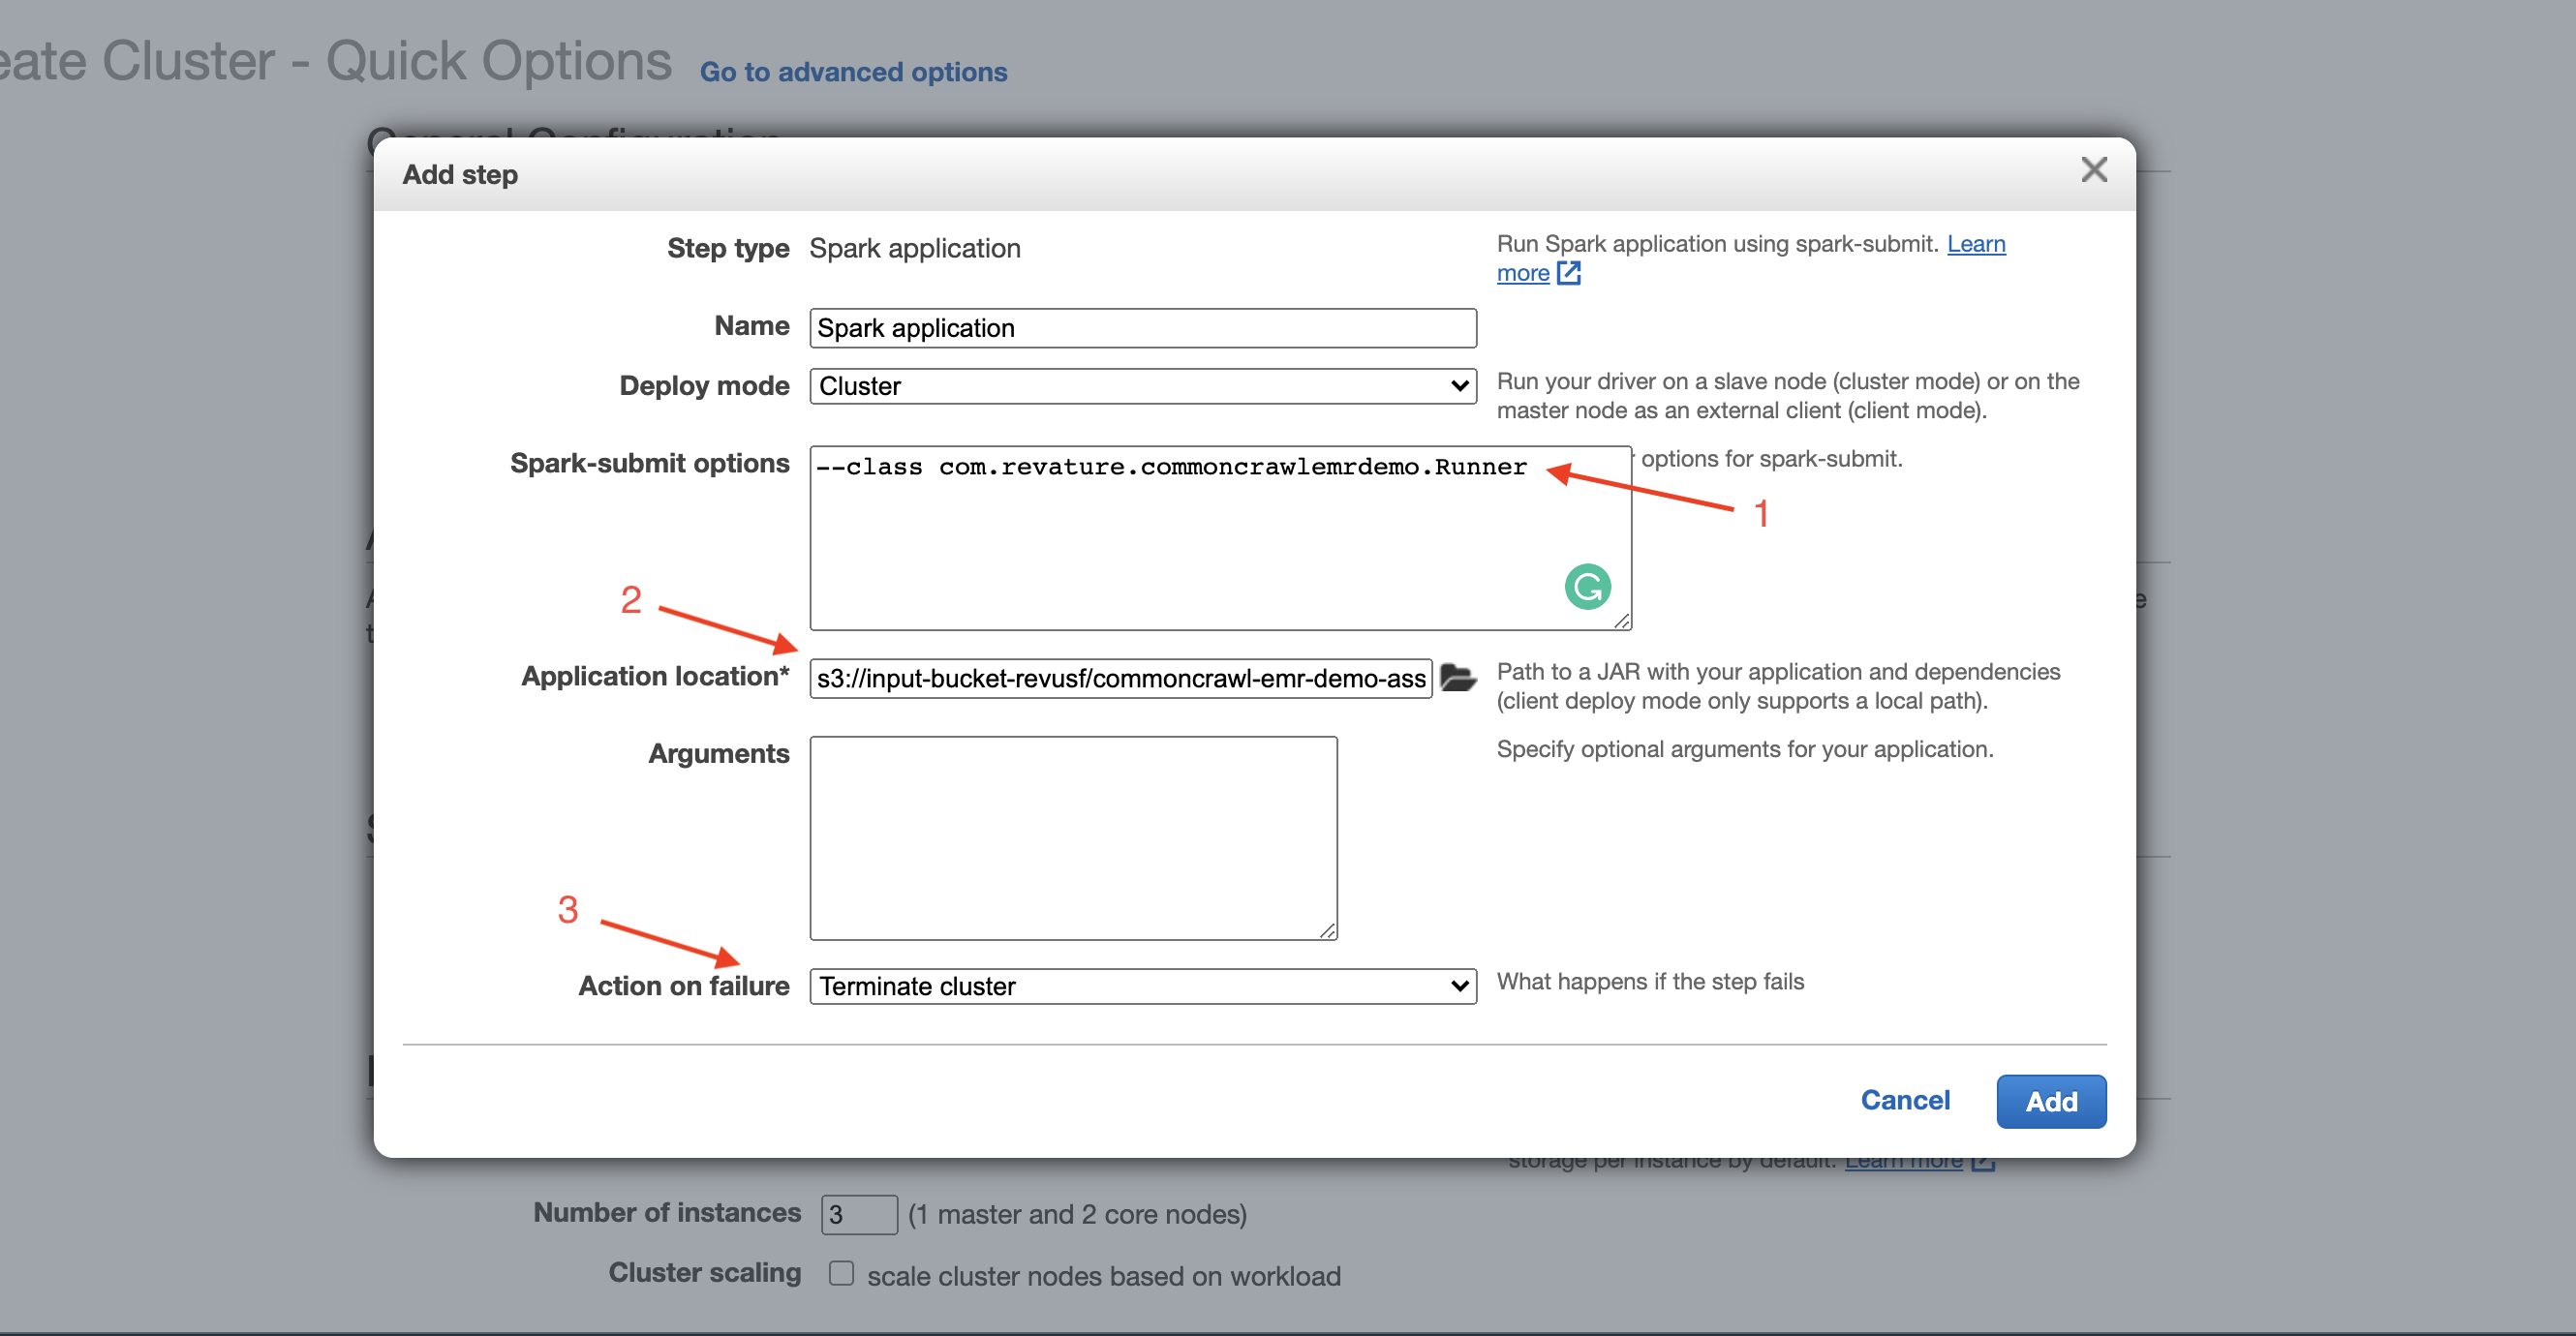 eate Cluster - Quick Options Go to advanced options
General Configuration
Add step
Step type Spark application
Run Spark application using spark-submit. Learn
more
Name Spark application
Deploy mode Cluster
Run your driver on a slave node (cluster mode) or on the
master node as an external client (client mode).
Spark-submit options --class com.revature.commoncrawlemrdemo.Runner
options for spark-submit.
1
2
Application location* s3://input-bucket-revusf/commoncrawl-emr-demo-ass
Path to a JAR with your application and dependencies
(client deploy mode only supports a local path).
Arguments
Specify optional arguments for your application.
3
Action on failure Terminate cluster
What happens if the step fails
Cancel Add
storage per instance by default. Learn more
Number of instances 3 (1 master and 2 core nodes)
Cluster scaling scale cluster nodes based on workload